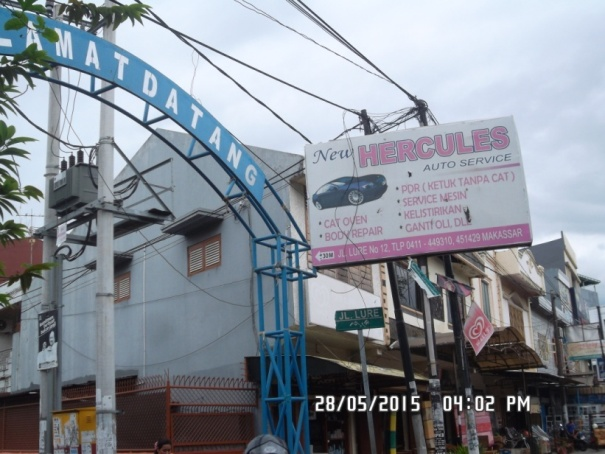 LAMAT DATANG
New HERCULES
AUTO SERVICE
• PDR ( KETUK TANPA CAT )
• SERVICE MESIN
• KELISTIRIKAN
• GANTI OLI, DLL
• CAT OVEN
• BODY REPAIR
JL. LURE No 12, TLP 0411 - 449310, 451429 MAKASSAR
JL. LURE
28/05/2015 04:02 PM